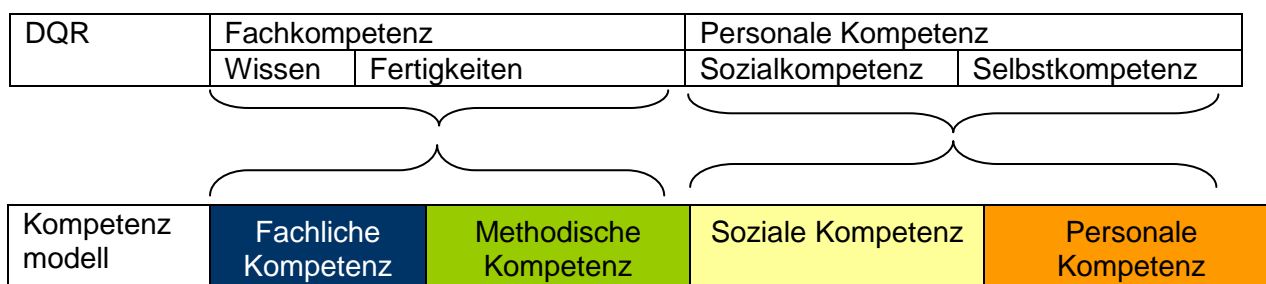 DQR Fachkompetenz Personale Kompetenz
Wissen Fertigkeiten Sozialkompetenz Selbstkompetenz
Kompetenz Fachliche Methodische Soziale Kompetenz Personale
modell Kompetenz Kompetenz Kompetenz